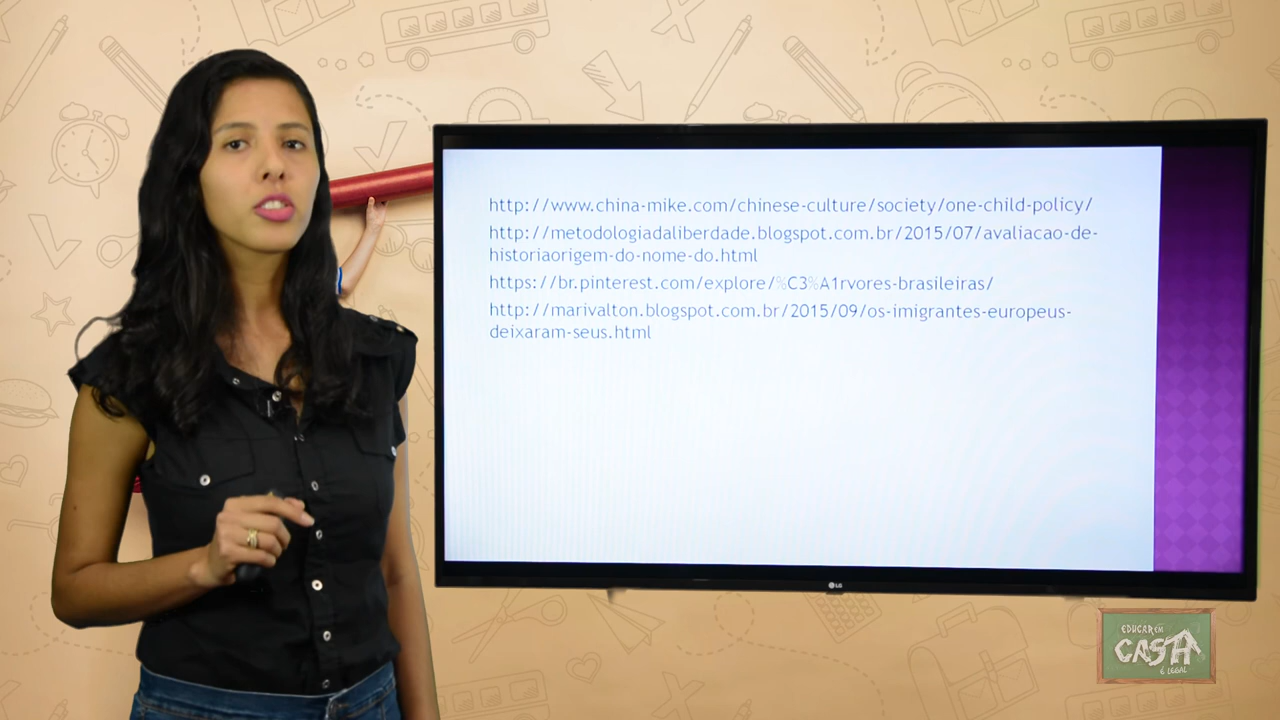 http://www.china-mike.com/chinese-culture/society/one-child-policy/
http://metodologiadaliberdade.blogspot.com.br/2015/07/avaliacao-de-
historiaorigem-do-nome-do.html
https://br.pinterest.com/explore/%C3%A1rvores-brasileiras/
http://marivalton.blogspot.com.br/2015/09/os-imigrantes-europeus-
deixaram-seus.html
LG
EDUCAR EM
CASA
É LEGAL